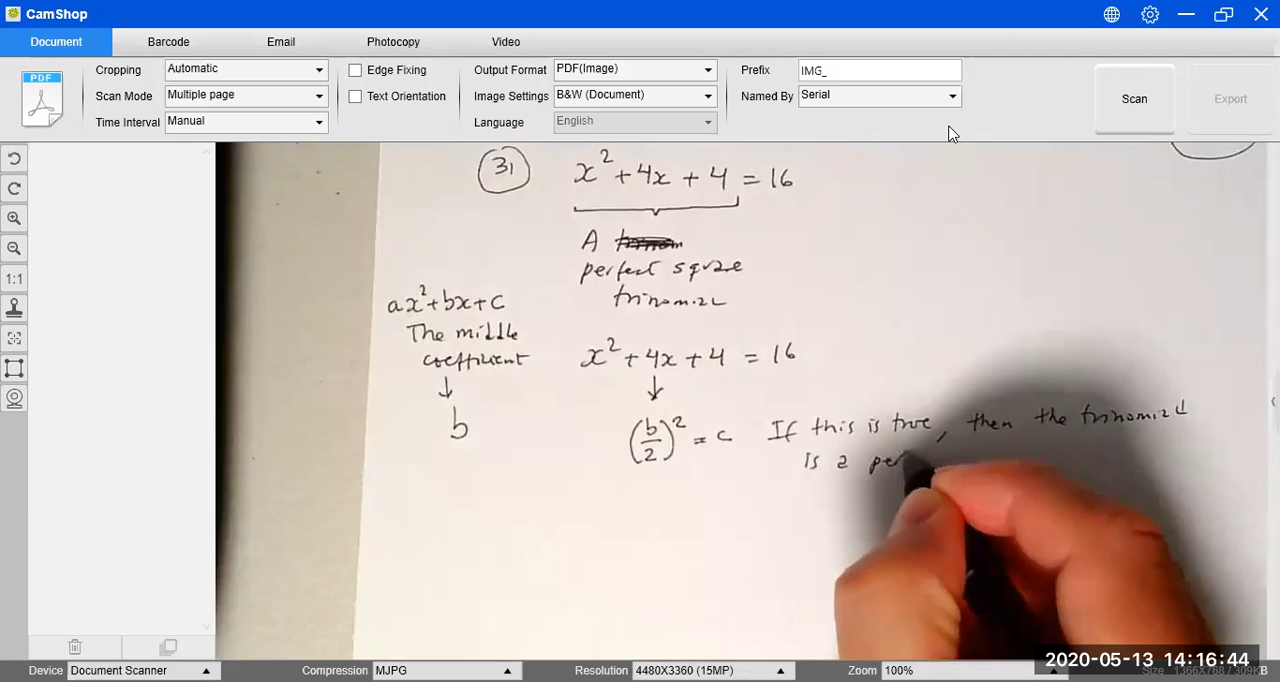 CamShop
Document Barcode Email Photocopy Video
PDF
Cropping Automatic Edge Fixing Output Format PDF(Image) Prefix IMG_
Scan Mode Multiple page Text Orientation Image Settings B&W (Document) Named By Serial Scan Export
Time Interval Manual Language English
1:1
31 x² + 4x + 4 = 16
A
perfect square
trinomial
ax² + bx + c
The middle
coefficient
↓
b
x² + 4x + 4 = 16
↓
(b/2)² = c If this is true, then the trinomial
is a per
2020-05-13 14:16:44
Device Document Scanner Compression MJPG Resolution 4480X3360 (15MP) Zoom 100%